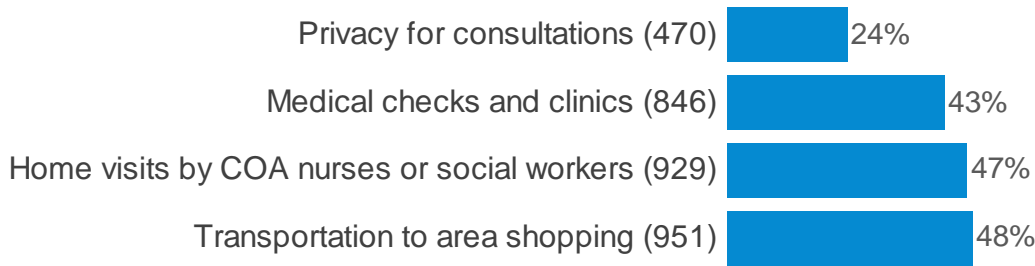 Privacy for consultations (470) 24%
Medical checks and clinics (846) 43%
Home visits by COA nurses or social workers (929) 47%
Transportation to area shopping (951) 48%